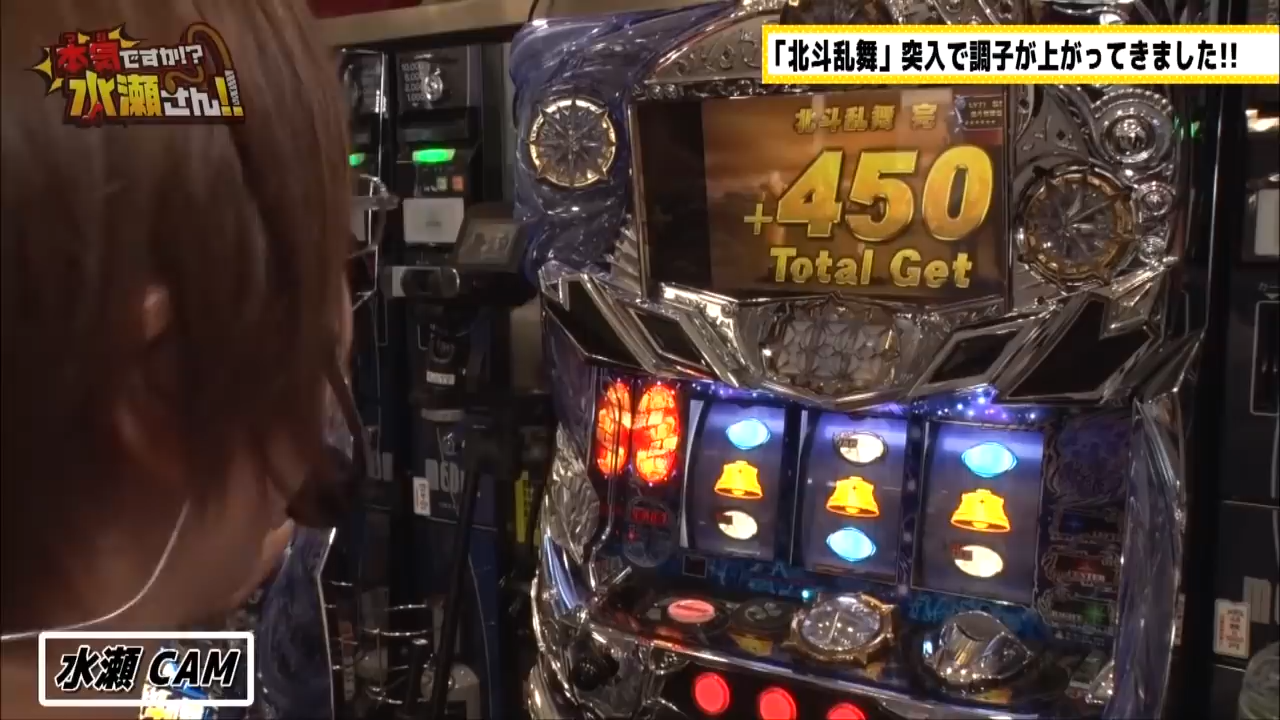 本気ですか!?
水瀬さん!!
「北斗乱舞」突入で調子が上がってきました!!
北斗乱舞 完
+450
Total Get
水瀬 CAM